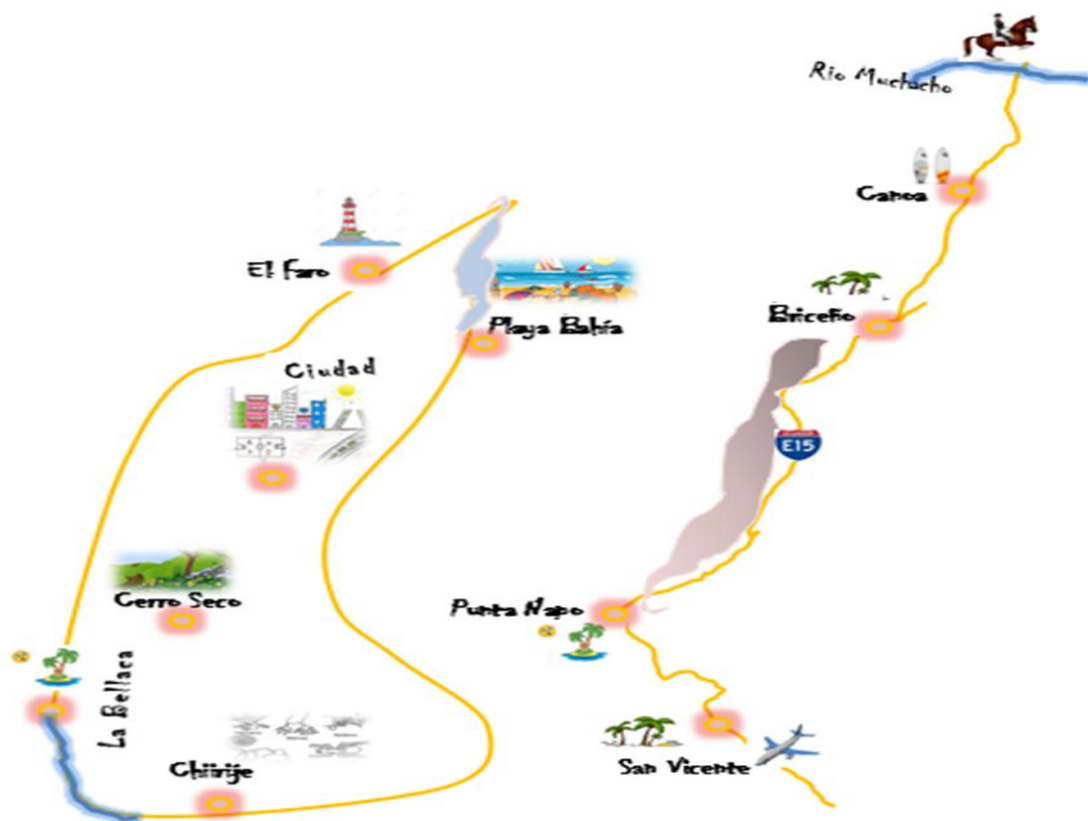 Rio Muchacho
Canoa
El Faro
Briceño
Playa Bahía
Ciudad
E15
Cerro Seco
Punta Napo
La Bellaca
Chirije
San Vicente